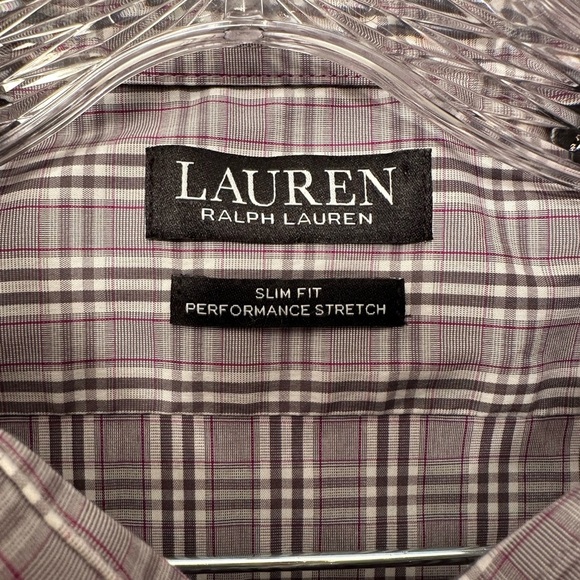 LAUREN
RALPH LAUREN
SLIM FIT
PERFORMANCE STRETCH